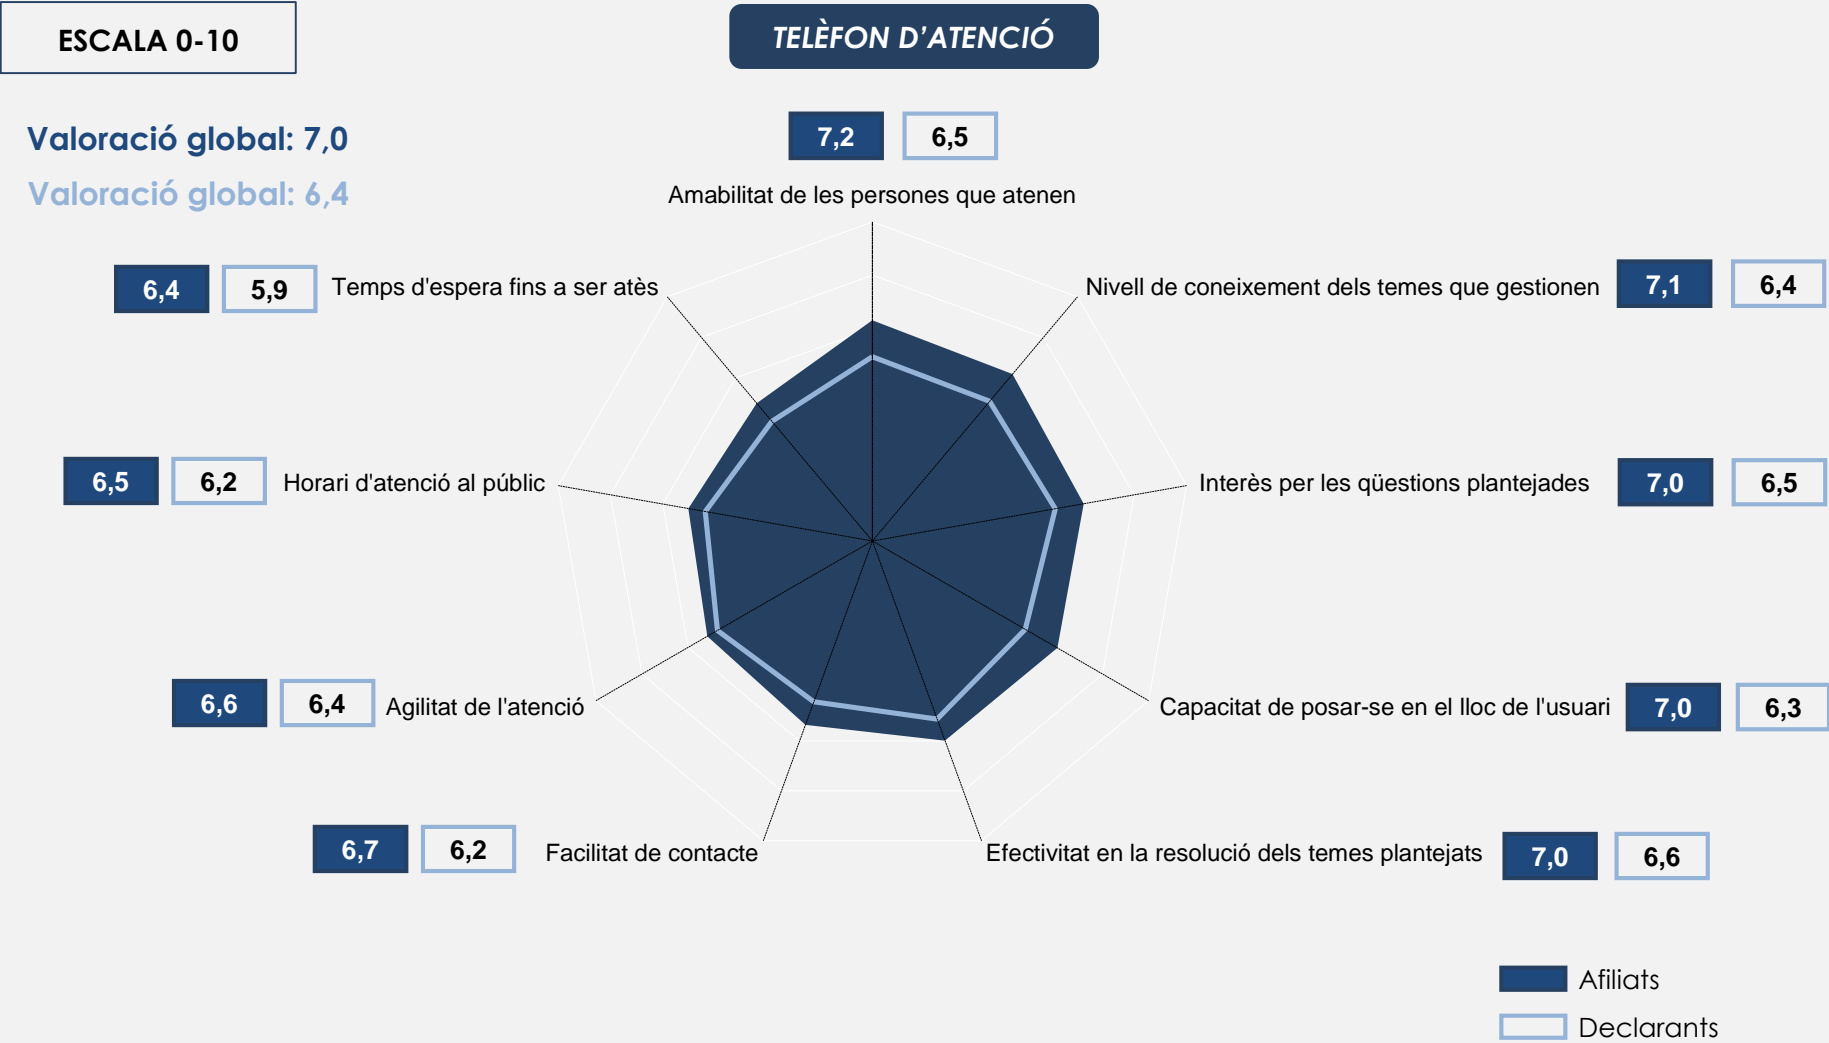 ESCALA 0-10
TELÈFON D’ATENCIÓ
Valoració global: 7,0
Valoració global: 6,4
7,2 6,5
Amabilitat de les persones que atenen
6,4 5,9 Temps d'espera fins a ser atès
Nivell de coneixement dels temes que gestionen 7,1 6,4
6,5 6,2 Horari d'atenció al públic
Interès per les qüestions plantejades 7,0 6,5
6,6 6,4 Agilitat de l'atenció
Capacitat de posar-se en el lloc de l'usuari 7,0 6,3
6,7 6,2 Facilitat de contacte
Efectivitat en la resolució dels temes plantejats 7,0 6,6
Afiliats
Declarants